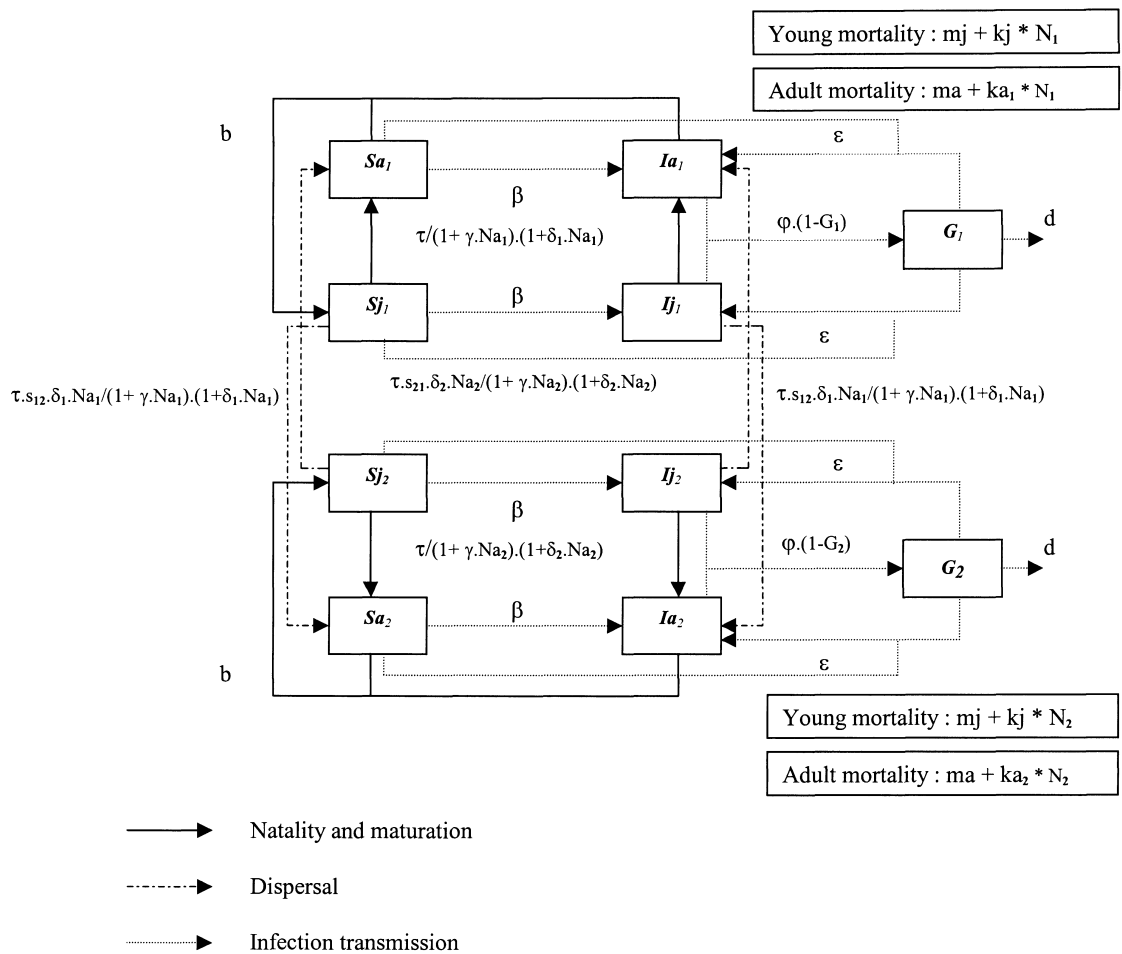 Young mortality : mj + kj * N₁
Adult mortality : ma + ka₁ * N₁
b
ε
Sa₁
Ia₁
β
φ.(1-G₁)
G₁
d
τ/(1+ γ.Na₁).(1+δ₁.Na₁)
Sj₁
β
Ij₁
ε
τ.s₁₂.δ₁.Na₁/(1+ γ.Na₁).(1+δ₁.Na₁)
τ.s₂₁.δ₂.Na₂/(1+ γ.Na₂).(1+δ₂.Na₂)
τ.s₁₂.δ₁.Na₁/(1+ γ.Na₁).(1+δ₁.Na₁)
Sj₂
Ij₂
ε
β
τ/(1+ γ.Na₂).(1+δ₂.Na₂)
φ.(1-G₂)
G₂
d
Sa₂
β
Ia₂
b
ε
Young mortality : mj + kj * N₂
Adult mortality : ma + ka₂ * N₂
Natality and maturation
Dispersal
Infection transmission